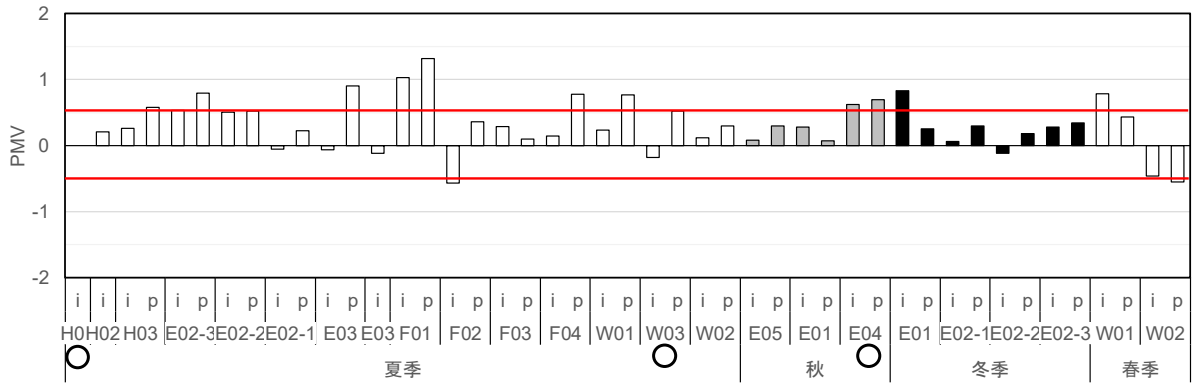 2
1
0
-1
-2
PMV
i i i p i p i p i p i p i i p i p i p i p i p i p i p i p i p i p i p i p i p i p i p i p i p
H01 H02 H03 E02-3 E02-2 E02-1 E03 E03 F01 F02 F03 F04 W01 W03 W02 E05 E01 E04 E01 E02-1 E02-2 E02-3 W01 W02
夏季 秋 冬季 春季